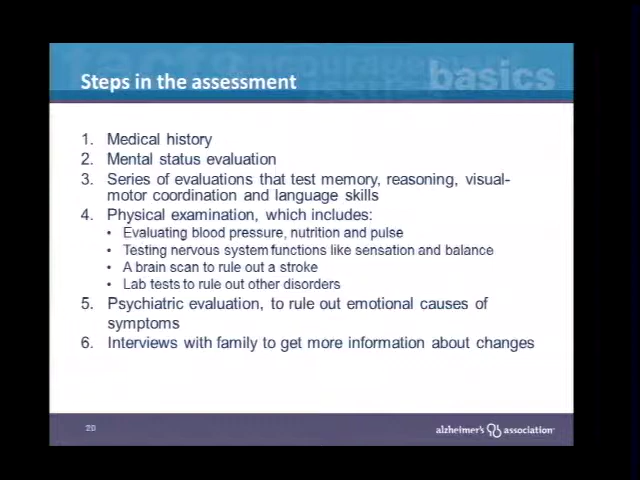 Steps in the assessment
basics
1. Medical history
2. Mental status evaluation
3. Series of evaluations that test memory, reasoning, visual-
motor coordination and language skills
4. Physical examination, which includes:
• Evaluating blood pressure, nutrition and pulse
• Testing nervous system functions like sensation and balance
• A brain scan to rule out a stroke
• Lab tests to rule out other disorders
5. Psychiatric evaluation, to rule out emotional causes of
symptoms
6. Interviews with family to get more information about changes
20
alzheimer's association